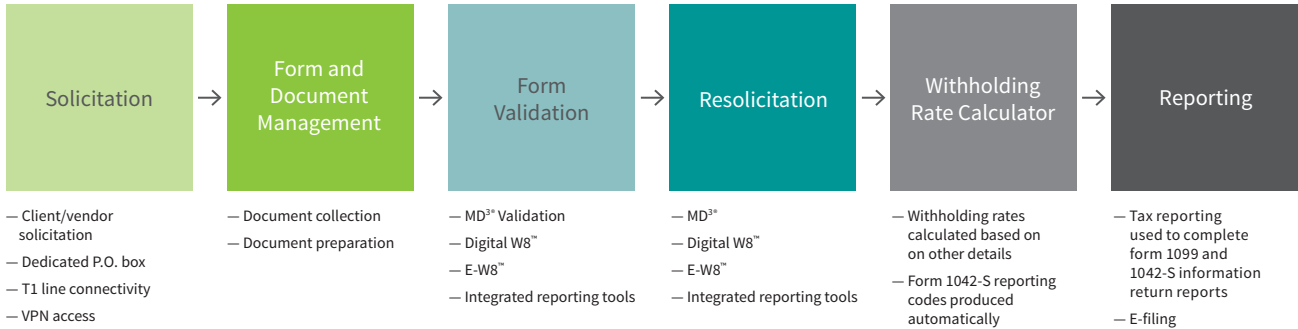 Solicitation
— Client/vendor
solicitation
— Dedicated P.O. box
— T1 line connectivity
— VPN access
Form and
Document
Management
— Document collection
— Document preparation
Form
Validation
— MD³® Validation
— Digital W8™
— E-W8™
— Integrated reporting tools
Resolicitation
— MD³®
— Digital W8™
— E-W8™
— Integrated reporting tools
Withholding
Rate Calculator
— Withholding rates
calculated based on
on other details
— Form 1042-S reporting
codes produced
automatically
Reporting
— Tax reporting
used to complete
form 1099 and
1042-S information
return reports
— E-filing